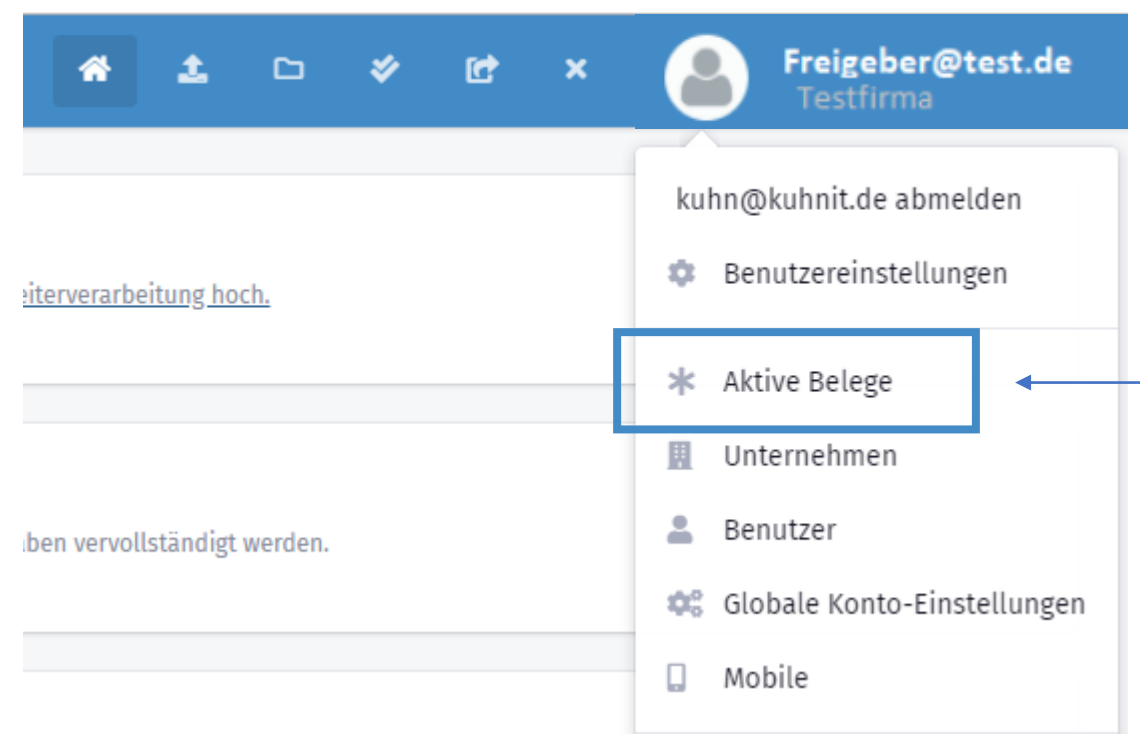 Freigeber@test.de
Testfirma
kuhn@kuhnit.de abmelden
Benutzereinstellungen
eiterverarbeitung hoch.
Aktive Belege
Unternehmen
Benutzer
aben vervollständigt werden.
Globale Konto-Einstellungen
Mobile